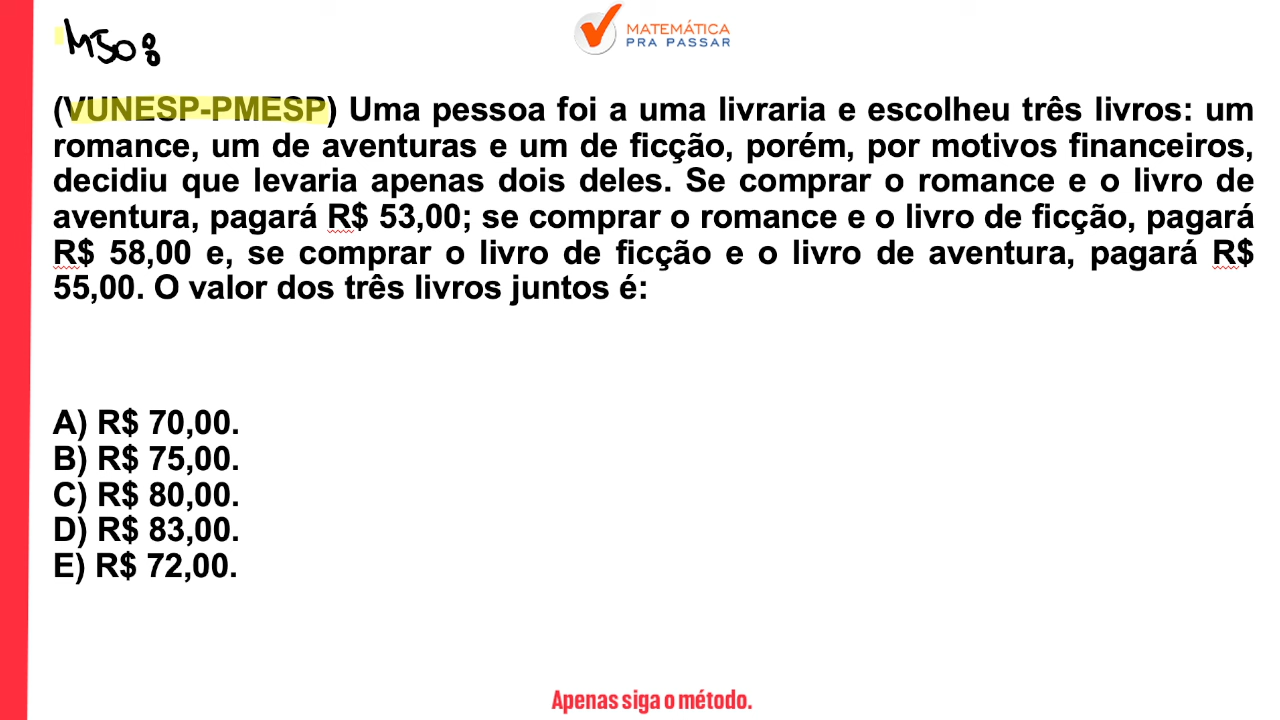 M508
MATEMÁTICA
PRA PASSAR
(VUNESP-PMESP) Uma pessoa foi a uma livraria e escolheu três livros: um
romance, um de aventuras e um de ficção, porém, por motivos financeiros,
decidiu que levaria apenas dois deles. Se comprar o romance e o livro de
aventura, pagará R$ 53,00; se comprar o romance e o livro de ficção, pagará
R$ 58,00 e, se comprar o livro de ficção e o livro de aventura, pagará R$
55,00. O valor dos três livros juntos é:
A) R$ 70,00.
B) R$ 75,00.
C) R$ 80,00.
D) R$ 83,00.
E) R$ 72,00.
Apenas siga o método.